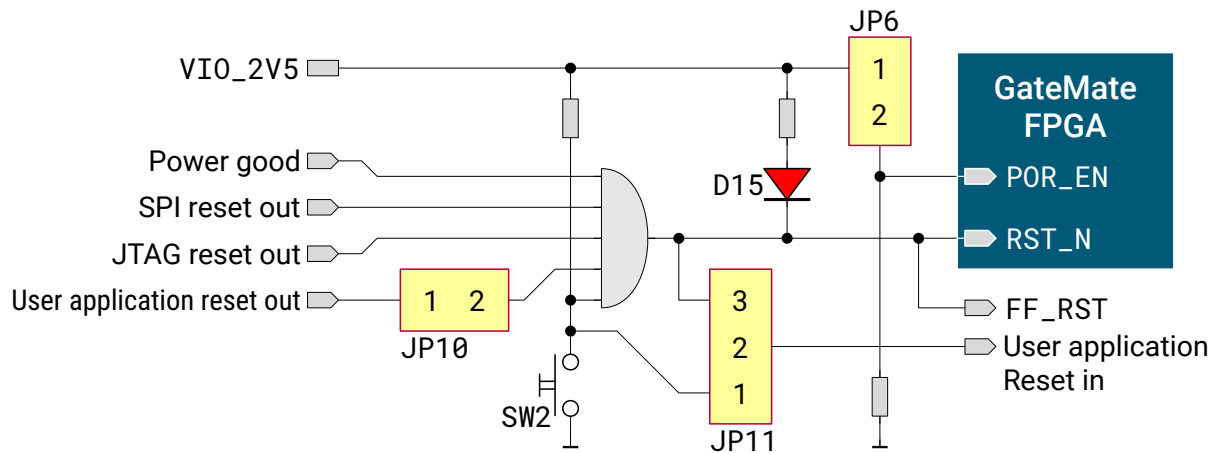 JP6
VIO_2V5
1
2
GateMate
FPGA
Power good
D15
POR_EN
SPI reset out
JTAG reset out
RST_N
User application reset out
1 2
JP10
3
2
1
JP11
FF_RST
User application
Reset in
SW2